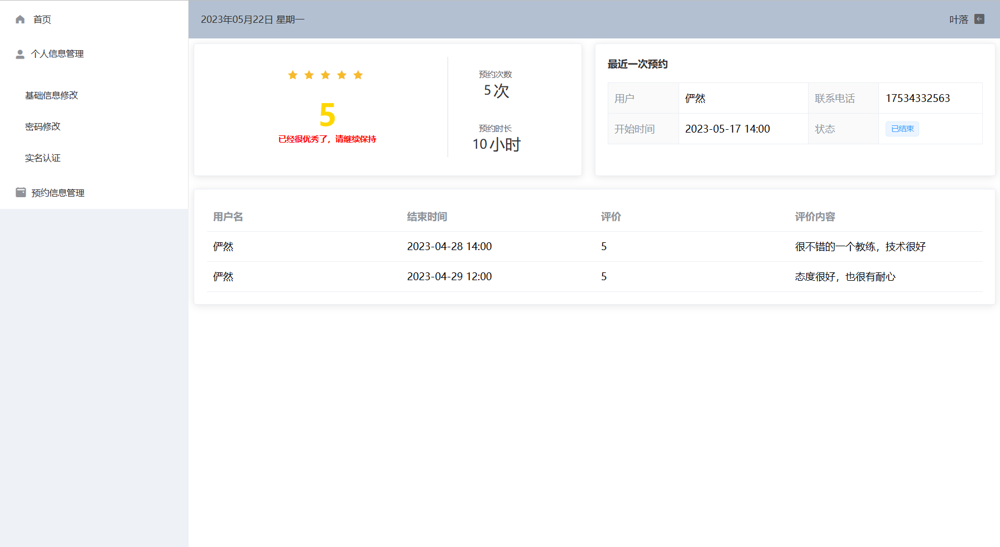 首页
个人信息管理
基础信息修改
密码修改
实名认证
预约信息管理
2023年05月22日 星期一
叶落
5
已经很优秀了，请继续保持
预约次数
5 次
预约时长
10 小时
最近一次预约
用户 俨然 联系电话 17534332563
开始时间 2023-05-17 14:00 状态 已结束
用户名 结束时间 评价 评价内容
俨然 2023-04-28 14:00 5 很不错的一个教练，技术很好
俨然 2023-04-29 12:00 5 态度很好，也很有耐心